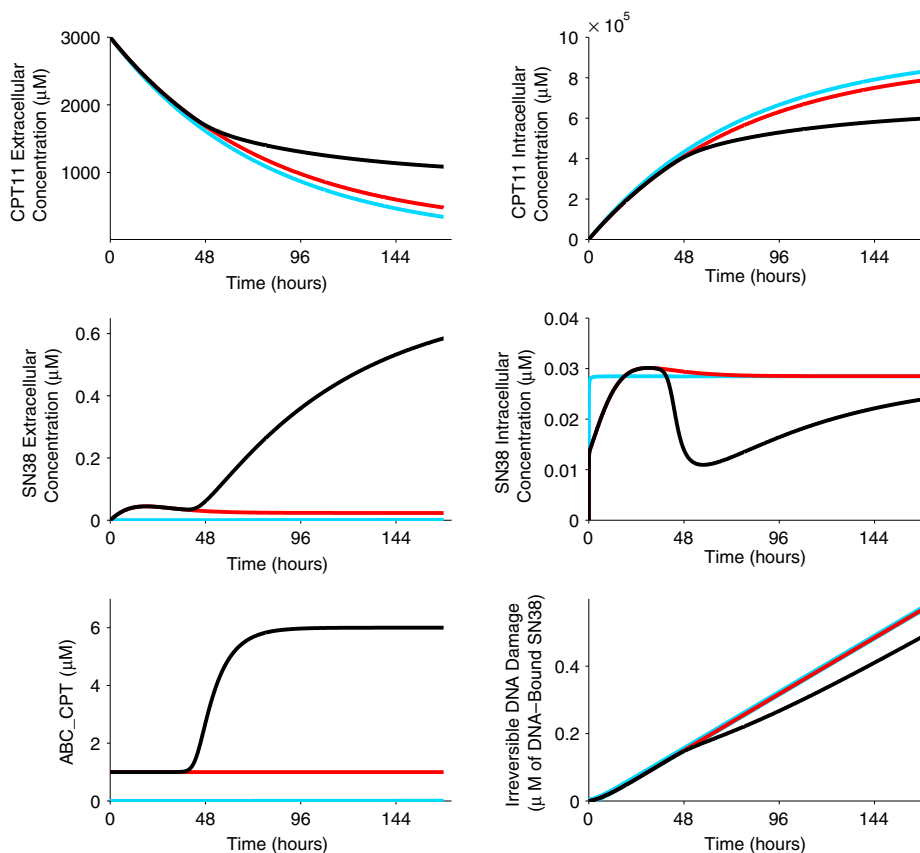 CPT11 Extracellular
Concentration (μM)
3000
2000
1000
0
48
96
144
Time (hours)
CPT11 Intracellular
Concentration (μM)
× 10⁵
10
8
6
4
2
0
0
48
96
144
Time (hours)
SN38 Extracellular
Concentration (μM)
0.6
0.4
0.2
0
0
48
96
144
Time (hours)
SN38 Intracellular
Concentration (μM)
0.04
0.03
0.02
0.01
0
0
48
96
144
Time (hours)
ABC_CPT (μM)
6
4
2
0
0
48
96
144
Time (hours)
Irreversible DNA Damage
(μ M of DNA−Bound SN38)
0.4
0.2
0
0
48
96
144
Time (hours)